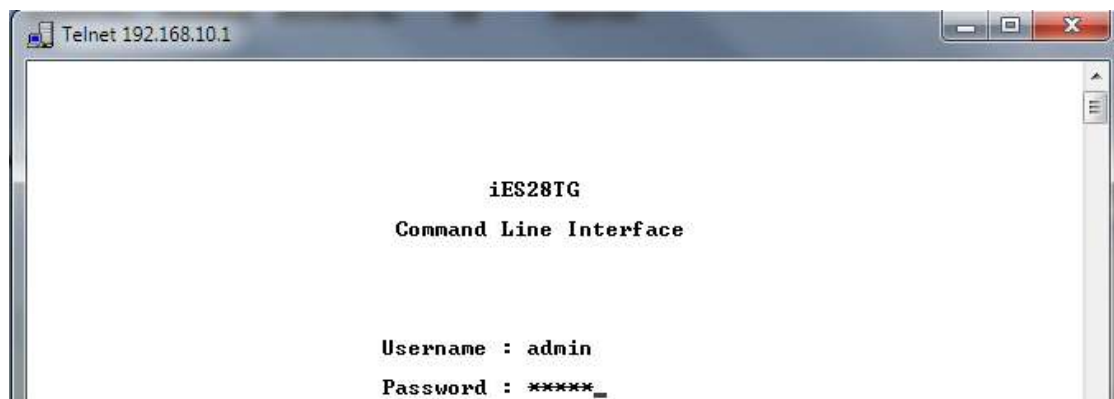 Telnet 192.168.10.1
iES28TG
Command Line Interface
Username : admin
Password : *****_